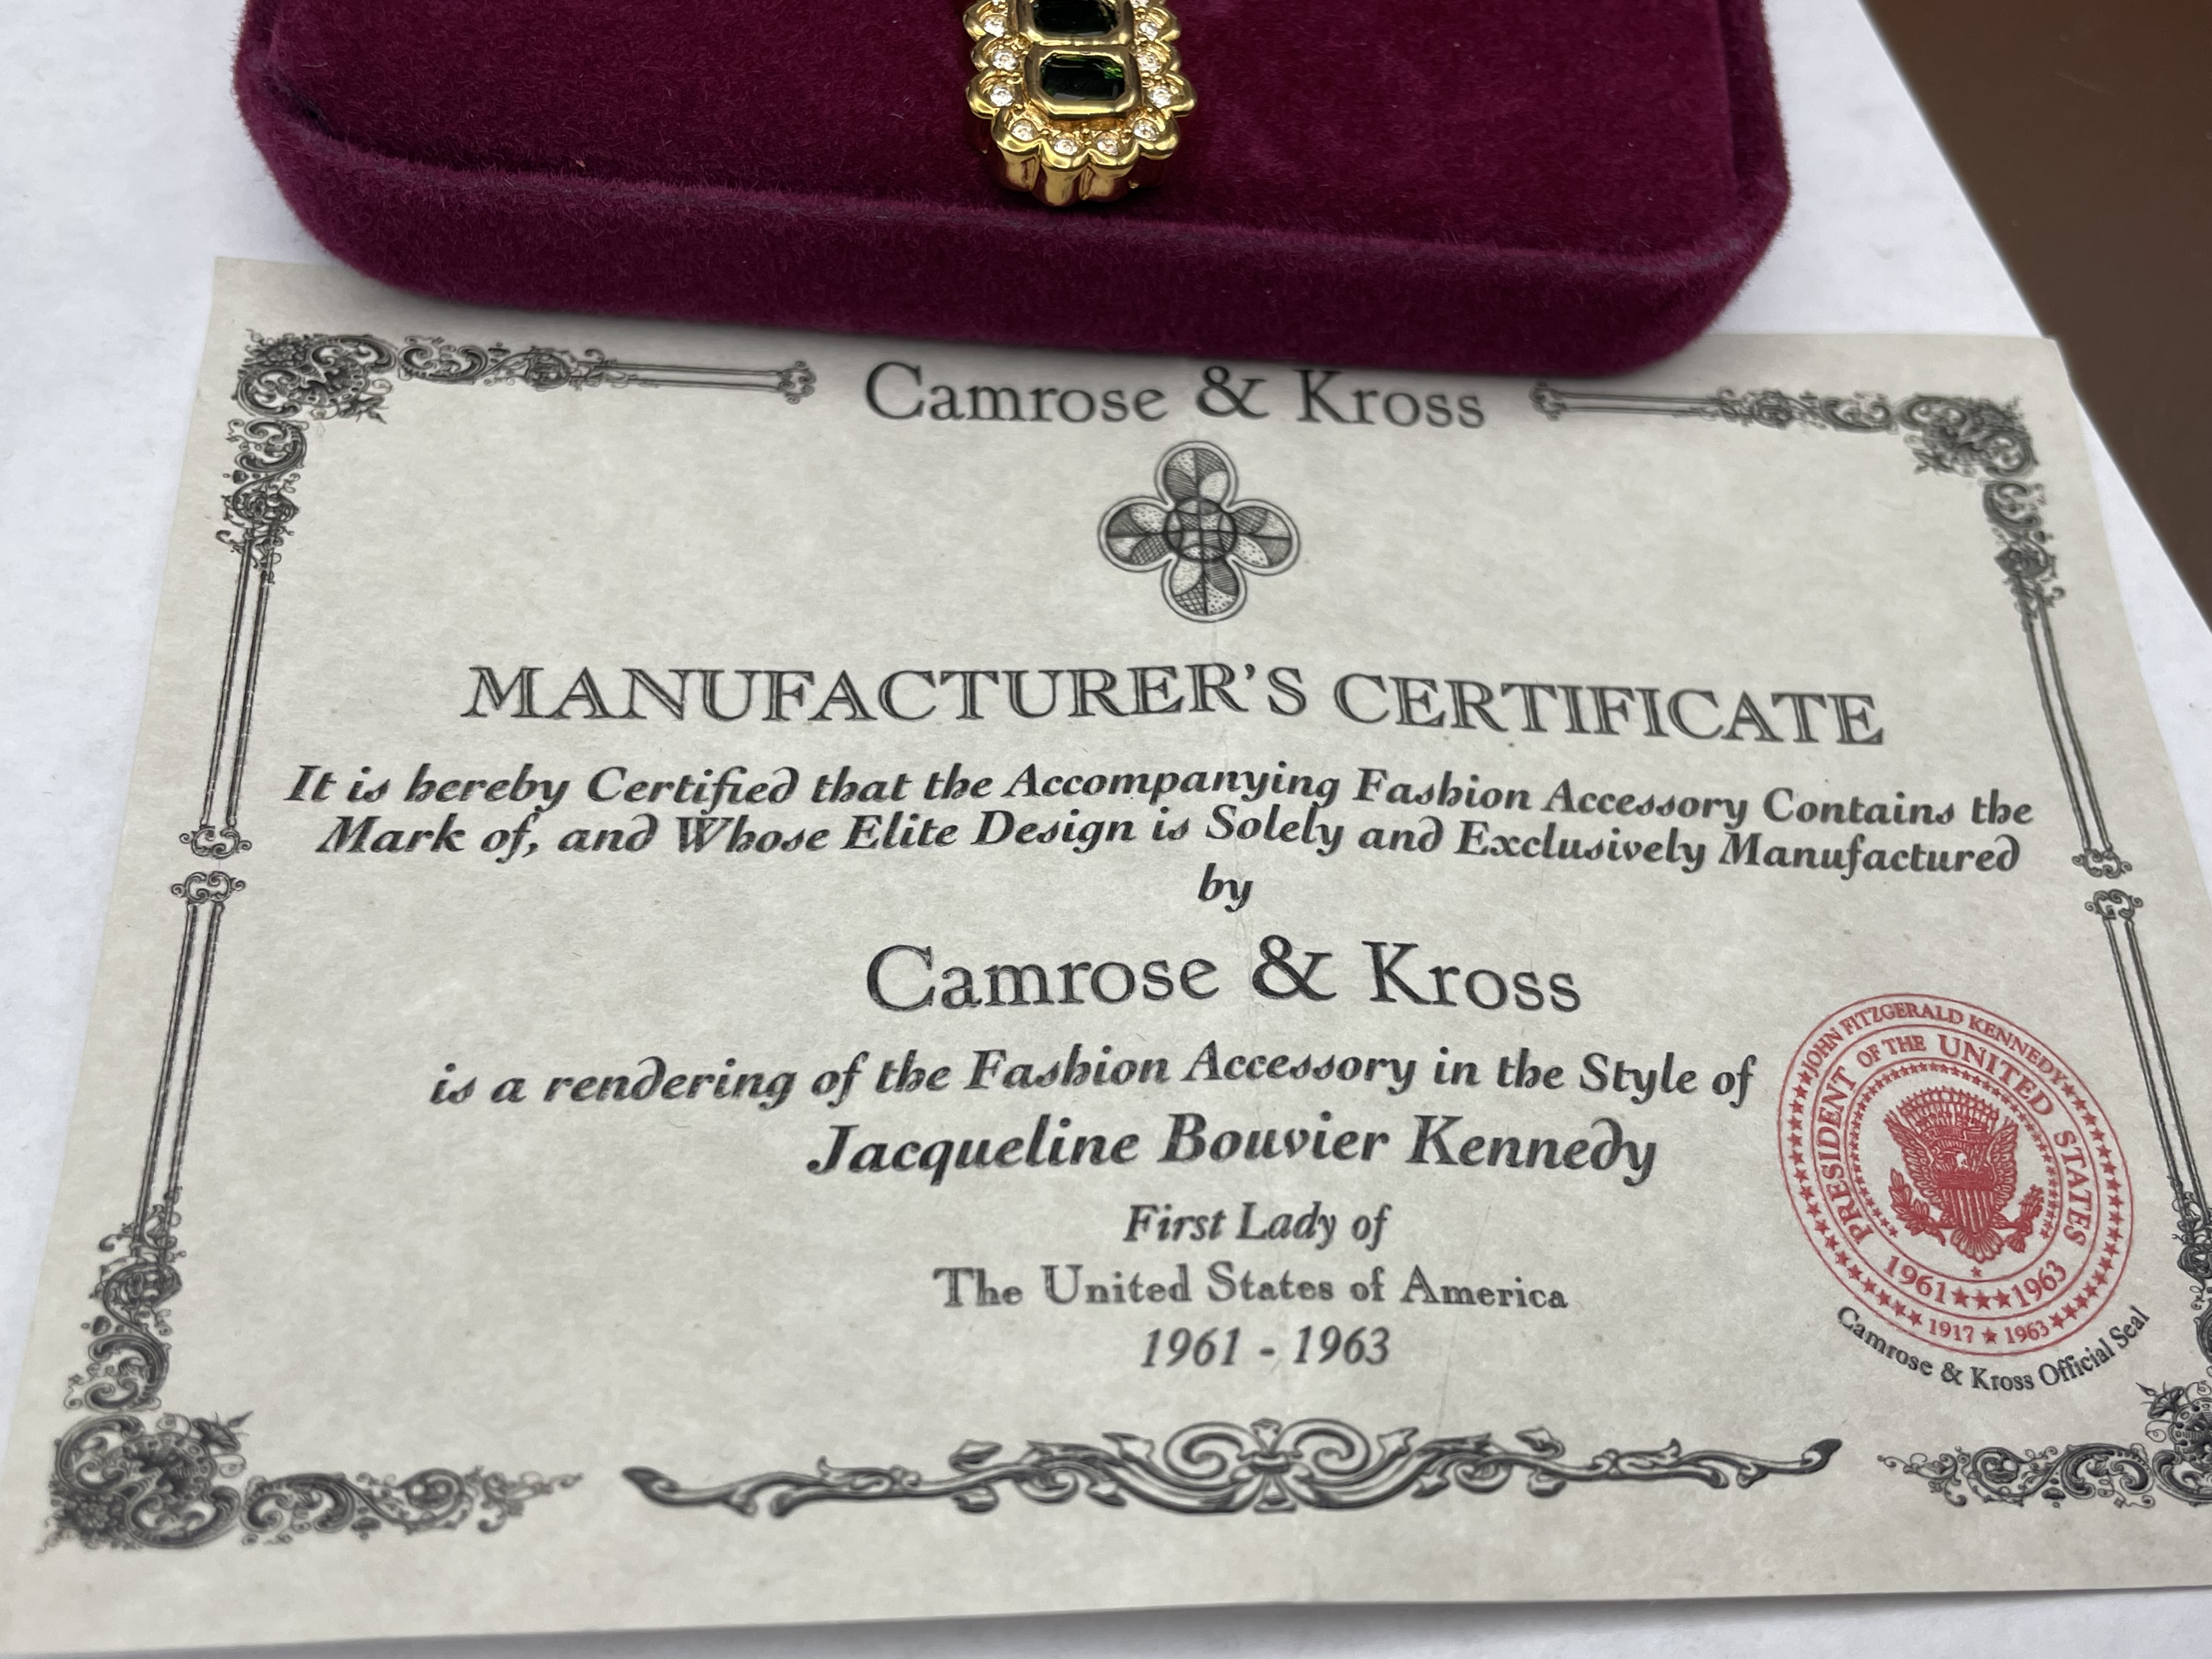 Camrose & Kross
MANUFACTURER'S CERTIFICATE
It is hereby Certified that the Accompanying Fashion Accessory Contains the
Mark of, and Whose Elite Design is Solely and Exclusively Manufactured
by
Camrose & Kross
is a rendering of the Fashion Accessory in the Style of
Jacqueline Bouvier Kennedy
First Lady of
The United States of America
1961 - 1963
JOHN FITZGERALD KENNEDY
PRESIDENT OF THE UNITED STATES
1961★★★1963
1917 ★ 1963
Camrose & Kross Official Seal